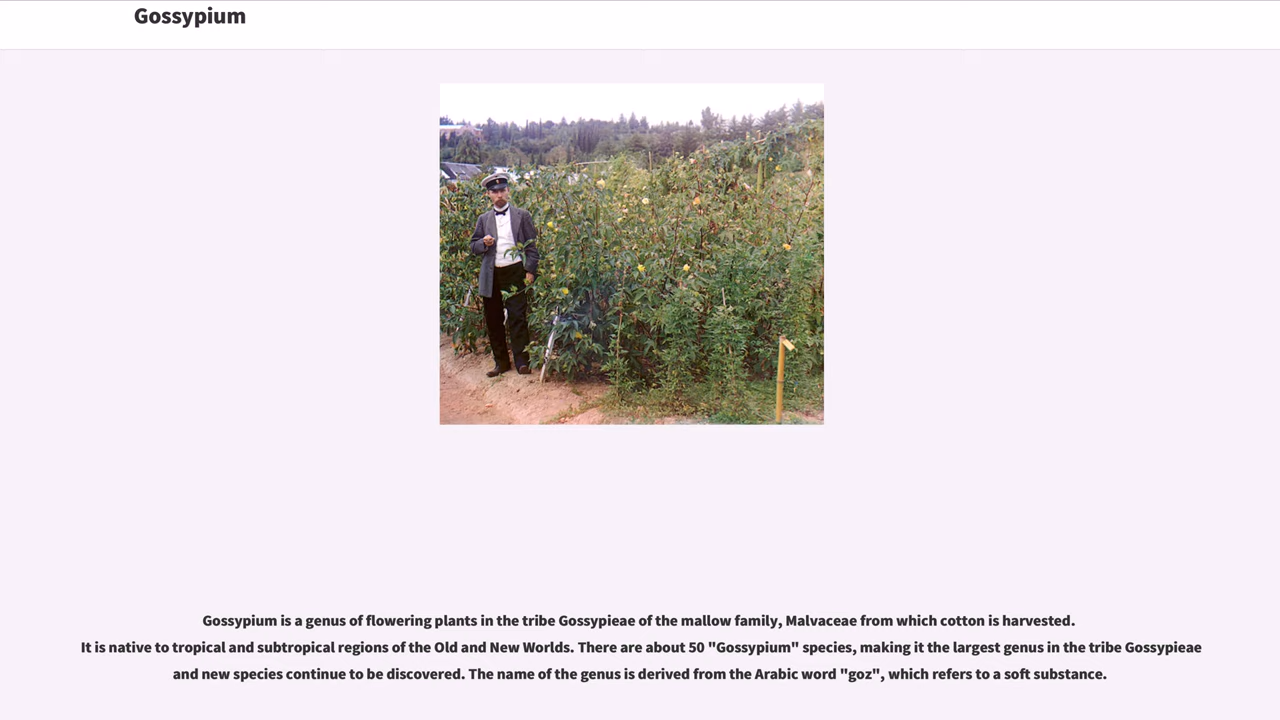 Gossypium
Gossypium is a genus of flowering plants in the tribe Gossypieae of the mallow family, Malvaceae from which cotton is harvested.
It is native to tropical and subtropical regions of the Old and New Worlds. There are about 50 "Gossypium" species, making it the largest genus in the tribe Gossypieae
and new species continue to be discovered. The name of the genus is derived from the Arabic word "goz", which refers to a soft substance.